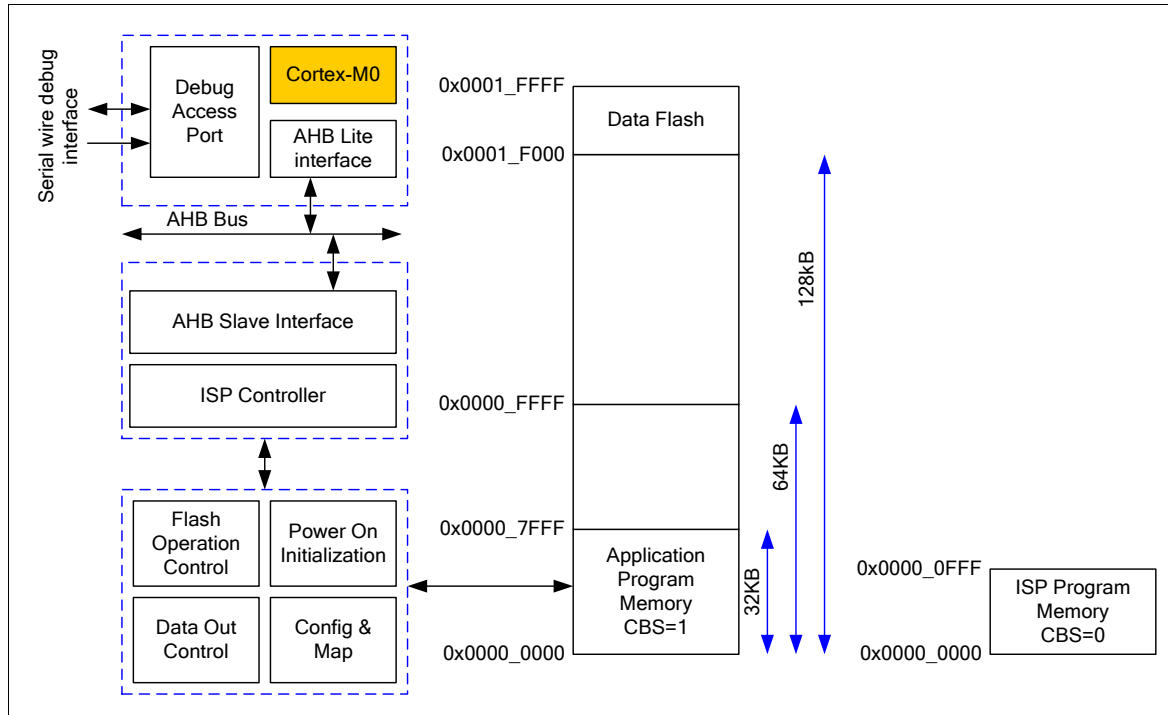 Serial wire debug
interface
Debug
Access
Port
Cortex-M0
AHB Lite
interface
AHB Bus
AHB Slave Interface
ISP Controller
Flash
Operation
Control
Power On
Initialization
Data Out
Control
Config &
Map
0x0001_FFFF
Data Flash
0x0001_F000
0x0000_FFFF
0x0000_7FFF
Application
Program
Memory
CBS=1
0x0000_0000
32KB
64KB
128kB
0x0000_0FFF
ISP Program
Memory
CBS=0
0x0000_0000